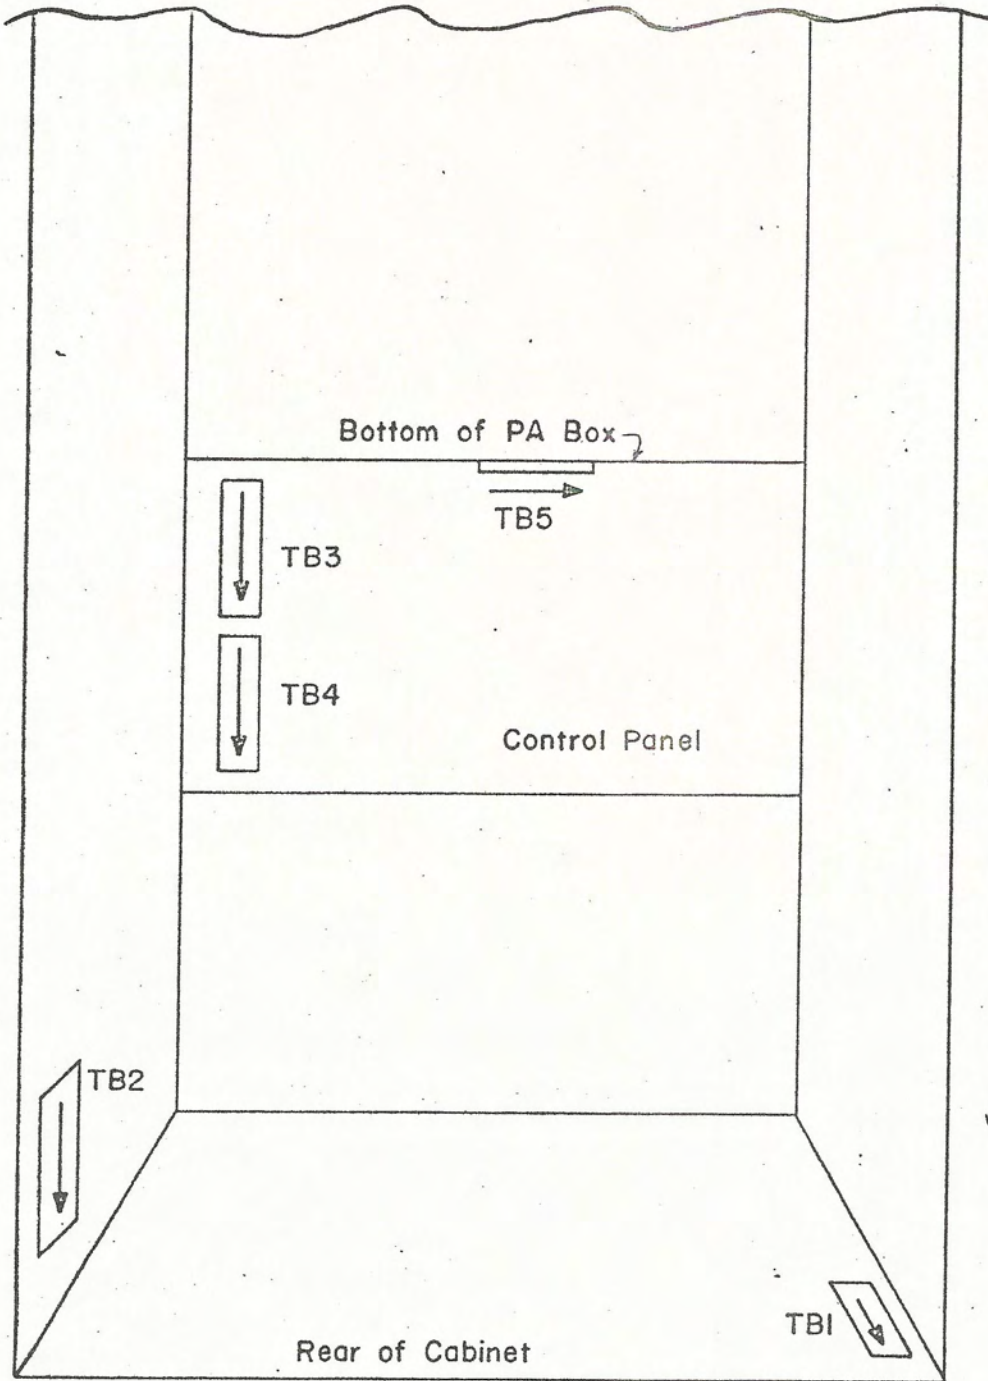 Bottom of PA Box
TB5
TB3
TB4
Control Panel
TB2
TB1
Rear of Cabinet